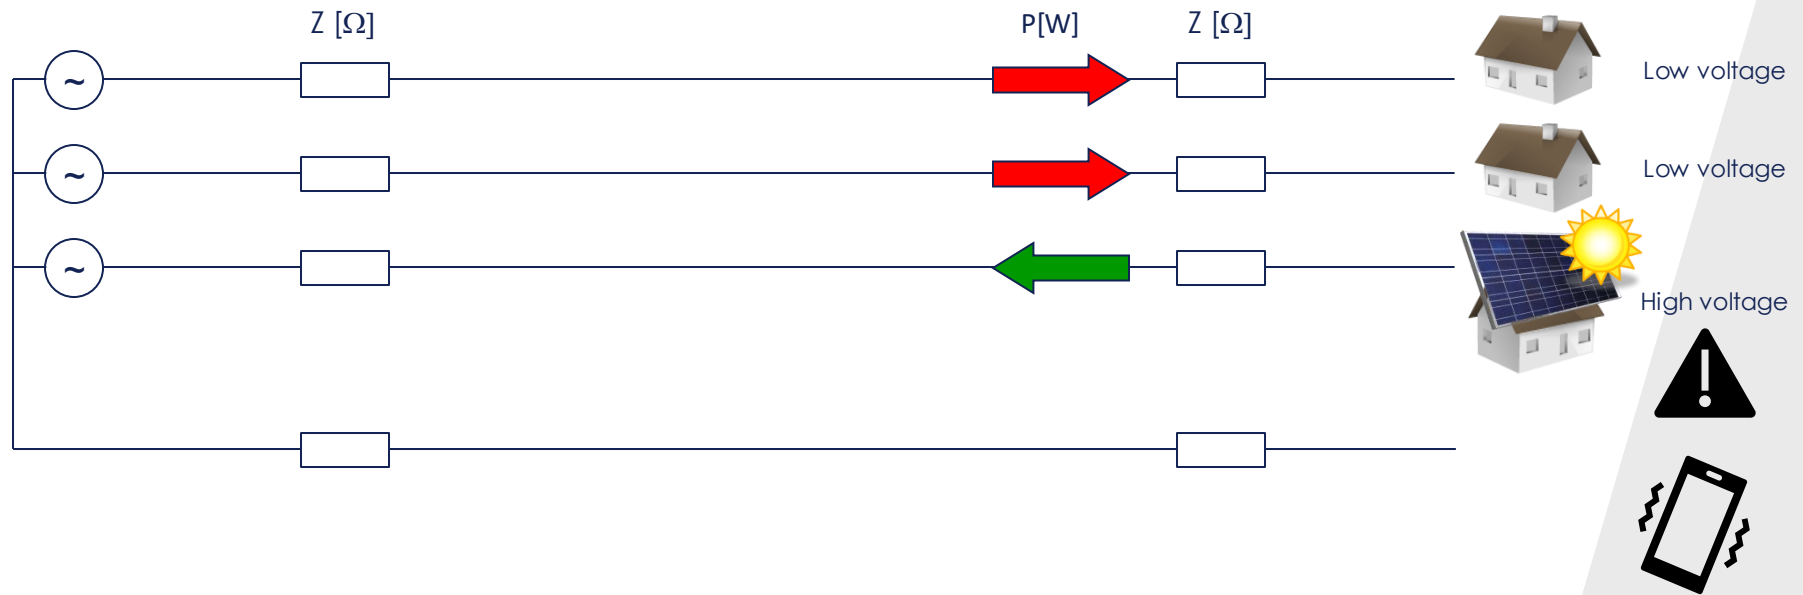 Z [Ω]
P[W]
Z [Ω]
~
Low voltage
~
Low voltage
~
High voltage